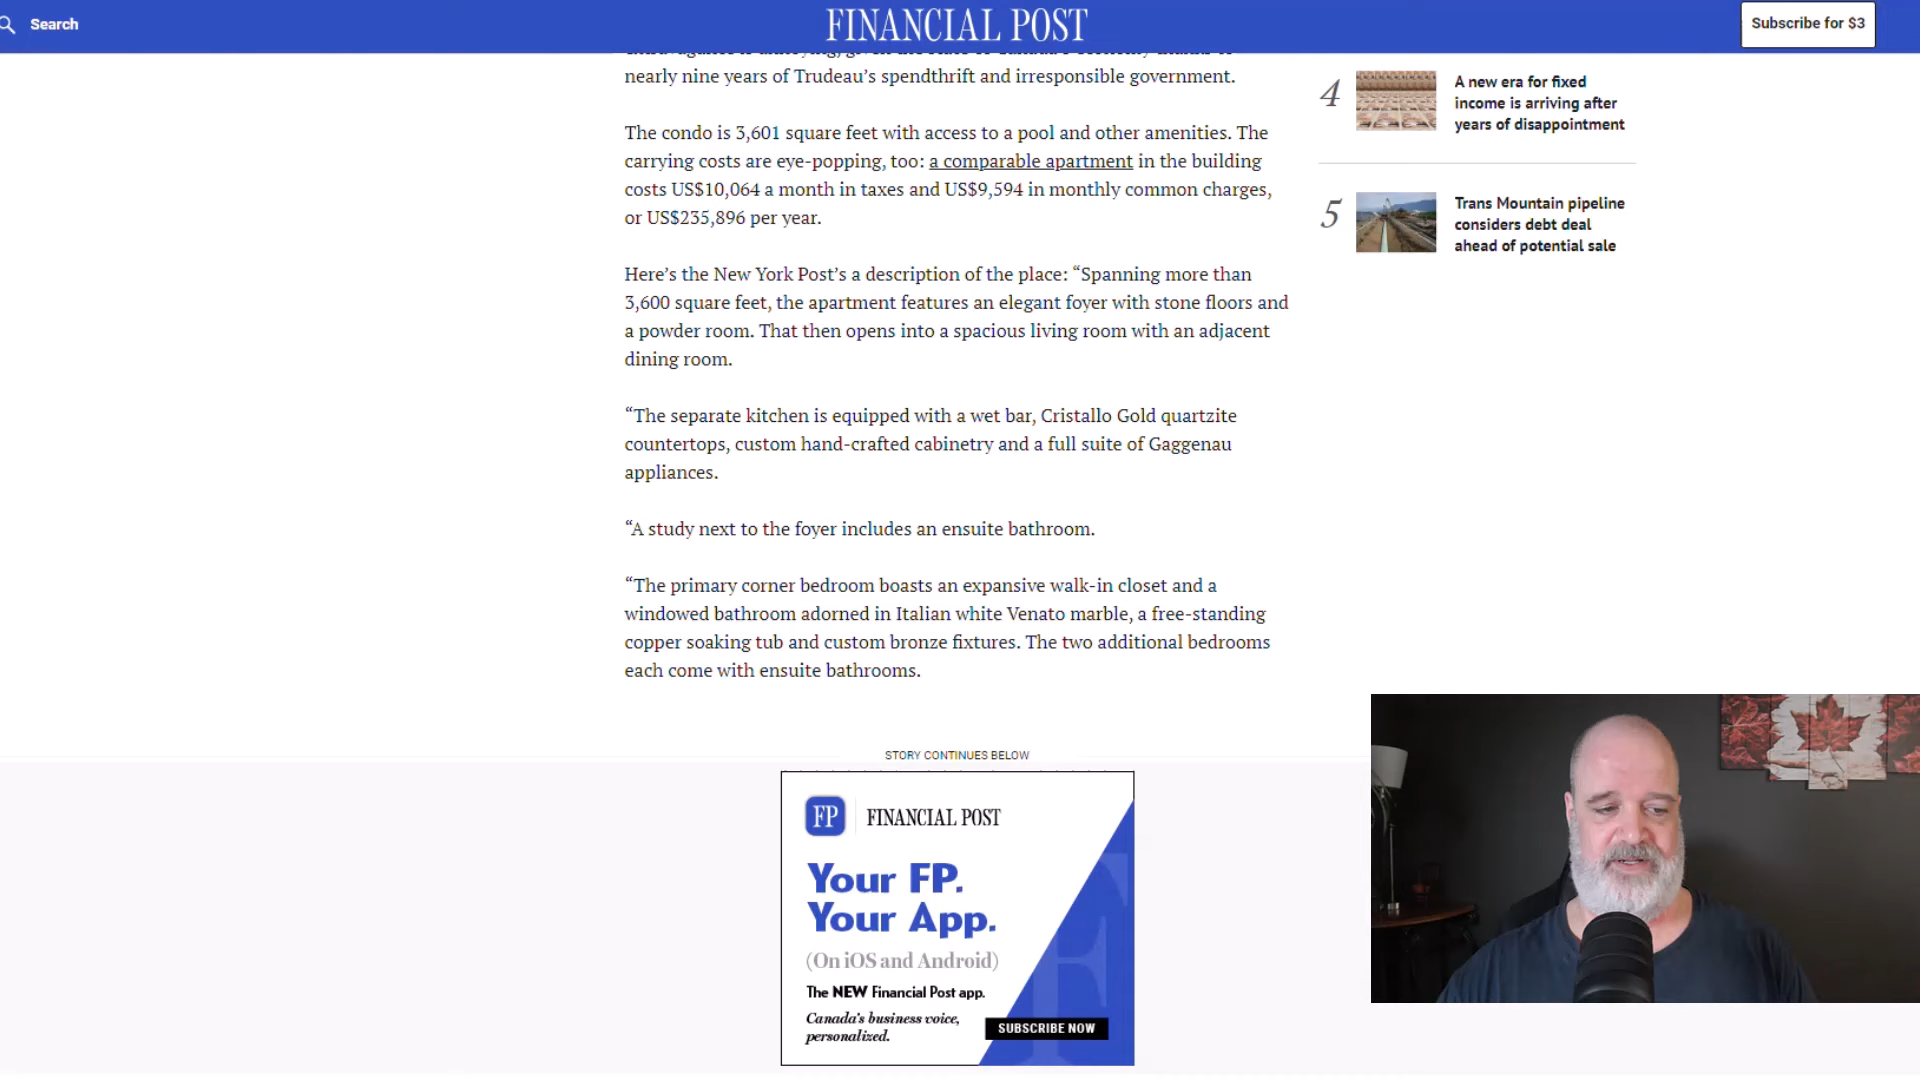 Search
FINANCIAL POST
Subscribe for $3
nearly nine years of Trudeau’s spendthrift and irresponsible government.
The condo is 3,601 square feet with access to a pool and other amenities. The
carrying costs are eye-popping, too: a comparable apartment in the building
costs US$10,064 a month in taxes and US$9,594 in monthly common charges,
or US$235,896 per year.
Here’s the New York Post’s a description of the place: “Spanning more than
3,600 square feet, the apartment features an elegant foyer with stone floors and
a powder room. That then opens into a spacious living room with an adjacent
dining room.
“The separate kitchen is equipped with a wet bar, Cristallo Gold quartzite
countertops, custom hand-crafted cabinetry and a full suite of Gaggenau
appliances.
“A study next to the foyer includes an ensuite bathroom.
“The primary corner bedroom boasts an expansive walk-in closet and a
windowed bathroom adorned in Italian white Venato marble, a free-standing
copper soaking tub and custom bronze fixtures. The two additional bedrooms
each come with ensuite bathrooms.
4
A new era for fixed
income is arriving after
years of disappointment
5
Trans Mountain pipeline
considers debt deal
ahead of potential sale
STORY CONTINUES BELOW
FP
FINANCIAL POST
Your FP.
Your App.
(On iOS and Android)
The NEW Financial Post app.
Canada’s business voice,
personalized.
SUBSCRIBE NOW